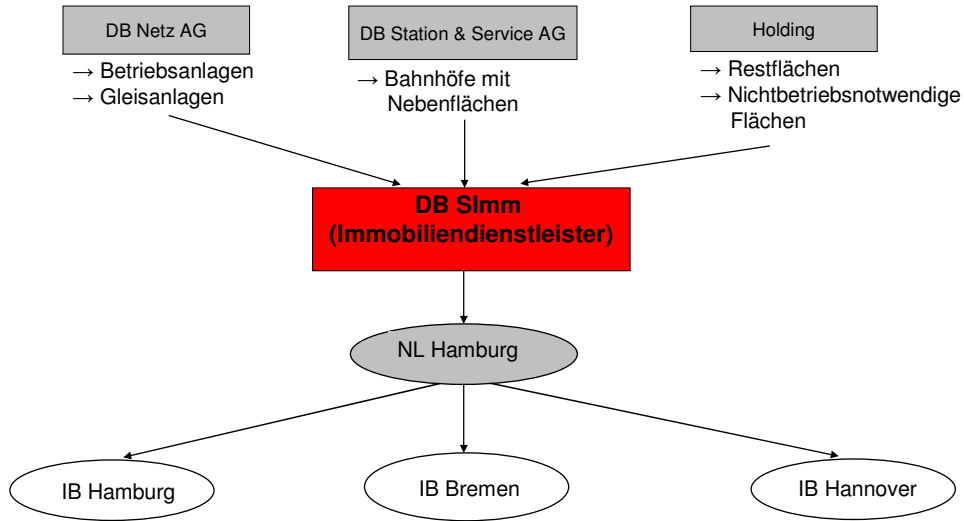 DB Netz AG
→ Betriebsanlagen
→ Gleisanlagen
DB Station & Service AG
→ Bahnhöfe mit
Nebenflächen
Holding
→ Restflächen
→ Nichtbetriebsnotwendige
Flächen
DB SImm
(Immobiliendienstleister)
NL Hamburg
IB Hamburg
IB Bremen
IB Hannover